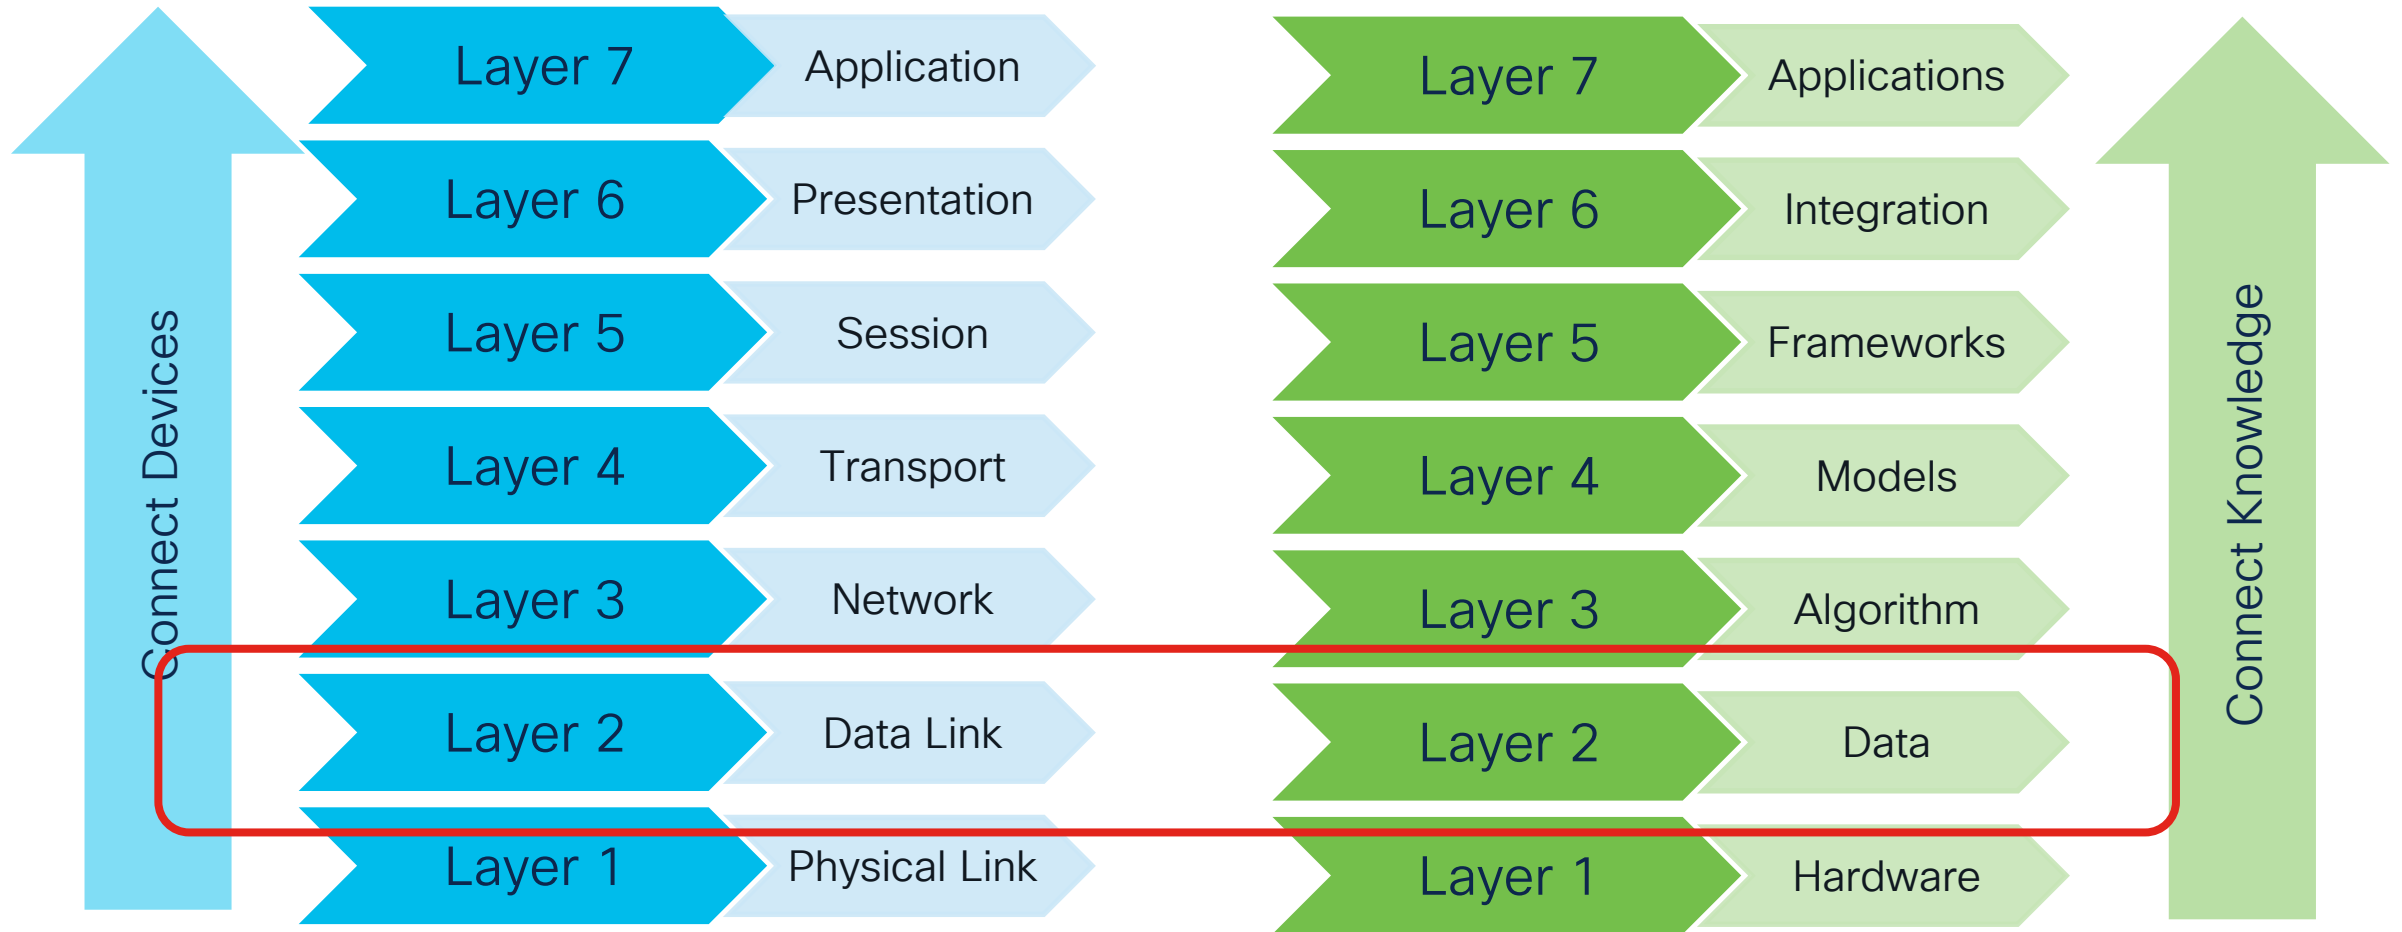 Connect Devices
Layer 7 Application
Layer 6 Presentation
Layer 5 Session
Layer 4 Transport
Layer 3 Network
Layer 2 Data Link
Layer 1 Physical Link
Layer 7 Applications
Layer 6 Integration
Layer 5 Frameworks
Layer 4 Models
Layer 3 Algorithm
Layer 2 Data
Layer 1 Hardware
Connect Knowledge